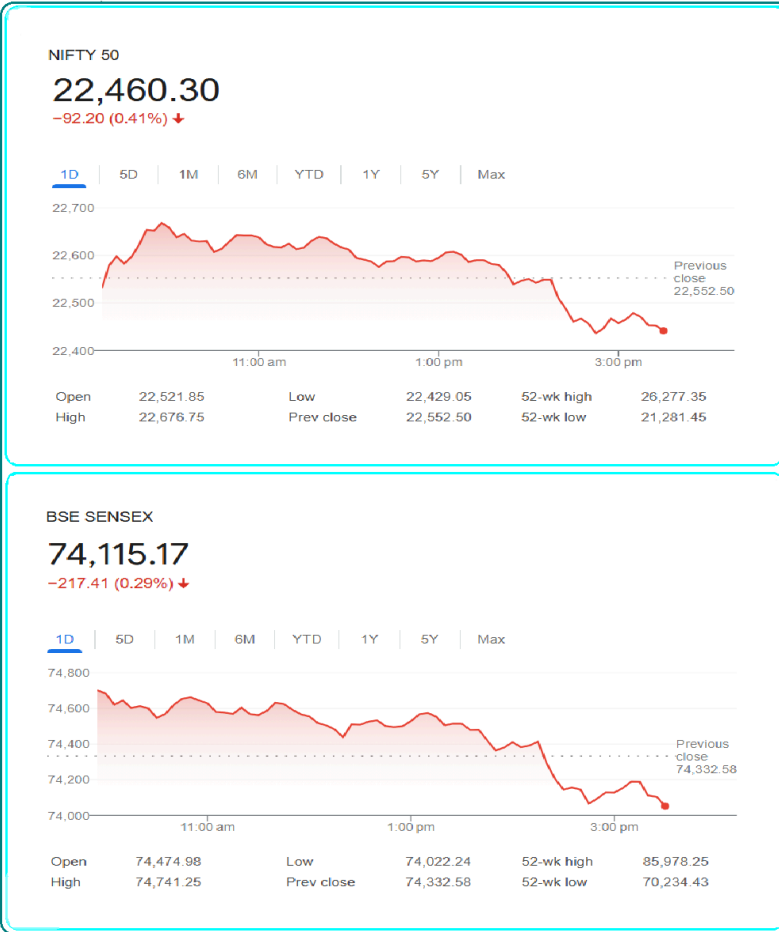 NIFTY 50
22,460.30
−92.20 (0.41%) ↓
1D 5D 1M 6M YTD 1Y 5Y Max
22,700
22,600
Previous
close
22,552.50
22,500
22,400
11:00 am 1:00 pm 3:00 pm
Open 22,521.85 Low 22,429.05 52-wk high 26,277.35
High 22,676.75 Prev close 22,552.50 52-wk low 21,281.45
BSE SENSEX
74,115.17
−217.41 (0.29%) ↓
1D 5D 1M 6M YTD 1Y 5Y Max
74,800
74,600
74,400
Previous
close
74,332.58
74,200
74,000
11:00 am 1:00 pm 3:00 pm
Open 74,474.98 Low 74,022.24 52-wk high 85,978.25
High 74,741.25 Prev close 74,332.58 52-wk low 70,234.43